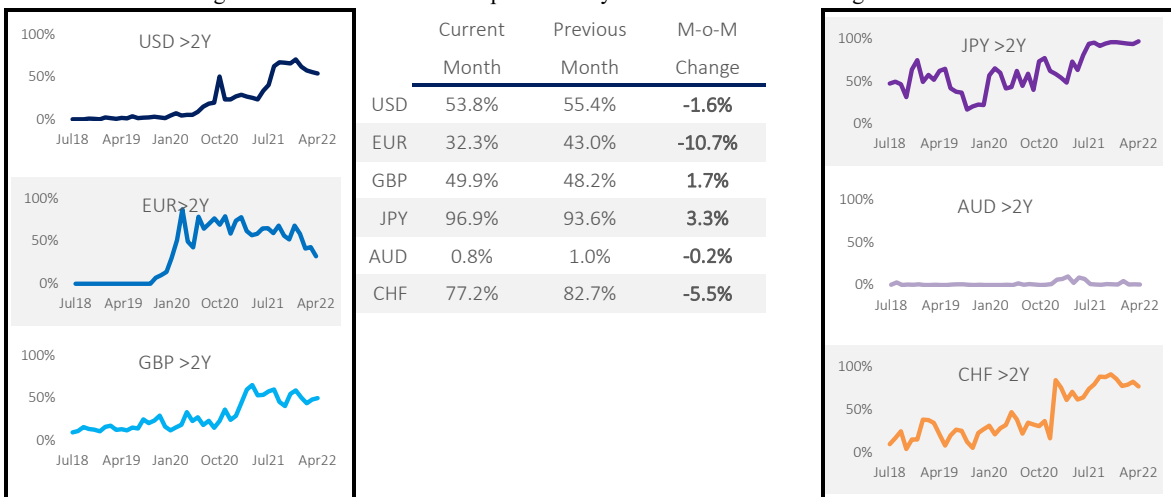 USD >2Y
100%
50%
0%
Jul18 Apr19 Jan20 Oct20 Jul21 Apr22
EUR>2Y
100%
50%
0%
Jul18 Apr19 Jan20 Oct20 Jul21 Apr22
GBP >2Y
100%
50%
0%
Jul18 Apr19 Jan20 Oct20 Jul21 Apr22
Current Month Previous Month M-o-M Change
USD 53.8% 55.4% -1.6%
EUR 32.3% 43.0% -10.7%
GBP 49.9% 48.2% 1.7%
JPY 96.9% 93.6% 3.3%
AUD 0.8% 1.0% -0.2%
CHF 77.2% 82.7% -5.5%
JPY >2Y
100%
50%
0%
Jul18 Apr19 Jan20 Oct20 Jul21 Apr22
AUD >2Y
100%
50%
0%
Jul18 Apr19 Jan20 Oct20 Jul21 Apr22
CHF >2Y
100%
50%
0%
Jul18 Apr19 Jan20 Oct20 Jul21 Apr22